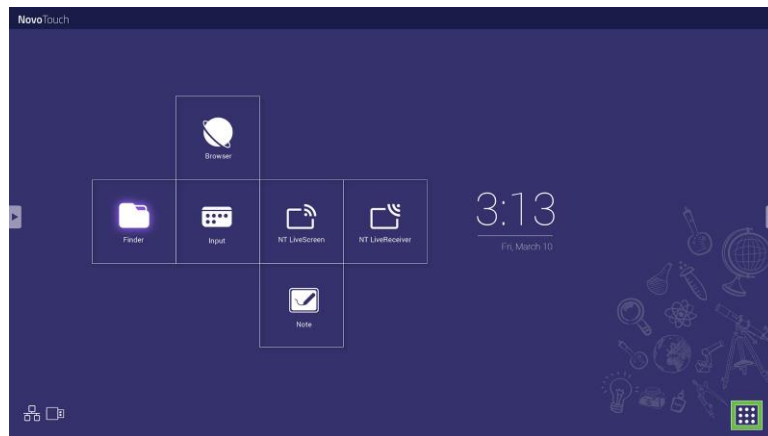 NovoTouch
Browser
Finder
Input
NT LiveScreen
NT LiveReceiver
3:13
Fri, March 10
Note